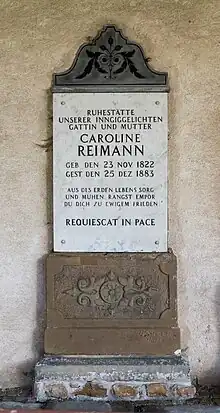 RUHESTÄTTE
UNSERER INNGIGGELICHTEN
GATTIN UND MUTTER
CAROLINE
REIMANN
GEB DEN 23 NOV 1822
GEST DEN 25 DEZ 1883
AUS DES ERDEN LEBENS SORG
UND MÜHEN RANGST EMPOR
DU DICH ZU EWIGEM FRIEDEN
REQUIESCAT IN PACE